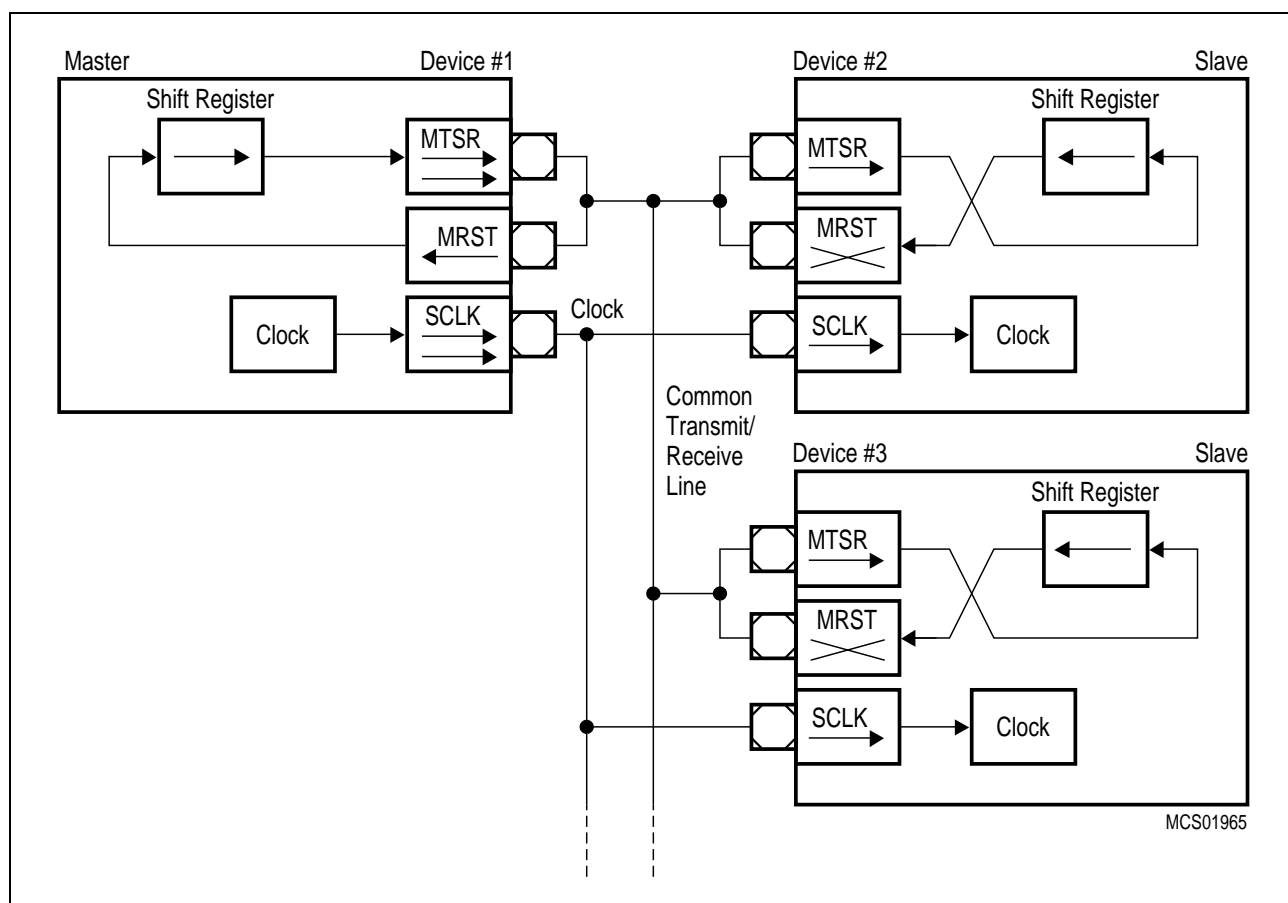 Master Device #1
Shift Register
MTSR
MRST
Clock
SCLK
Clock
Common
Transmit/
Receive
Line
Device #2 Slave
Shift Register
MTSR
MRST
SCLK
Clock
Device #3 Slave
Shift Register
MTSR
MRST
SCLK
Clock
MCS01965